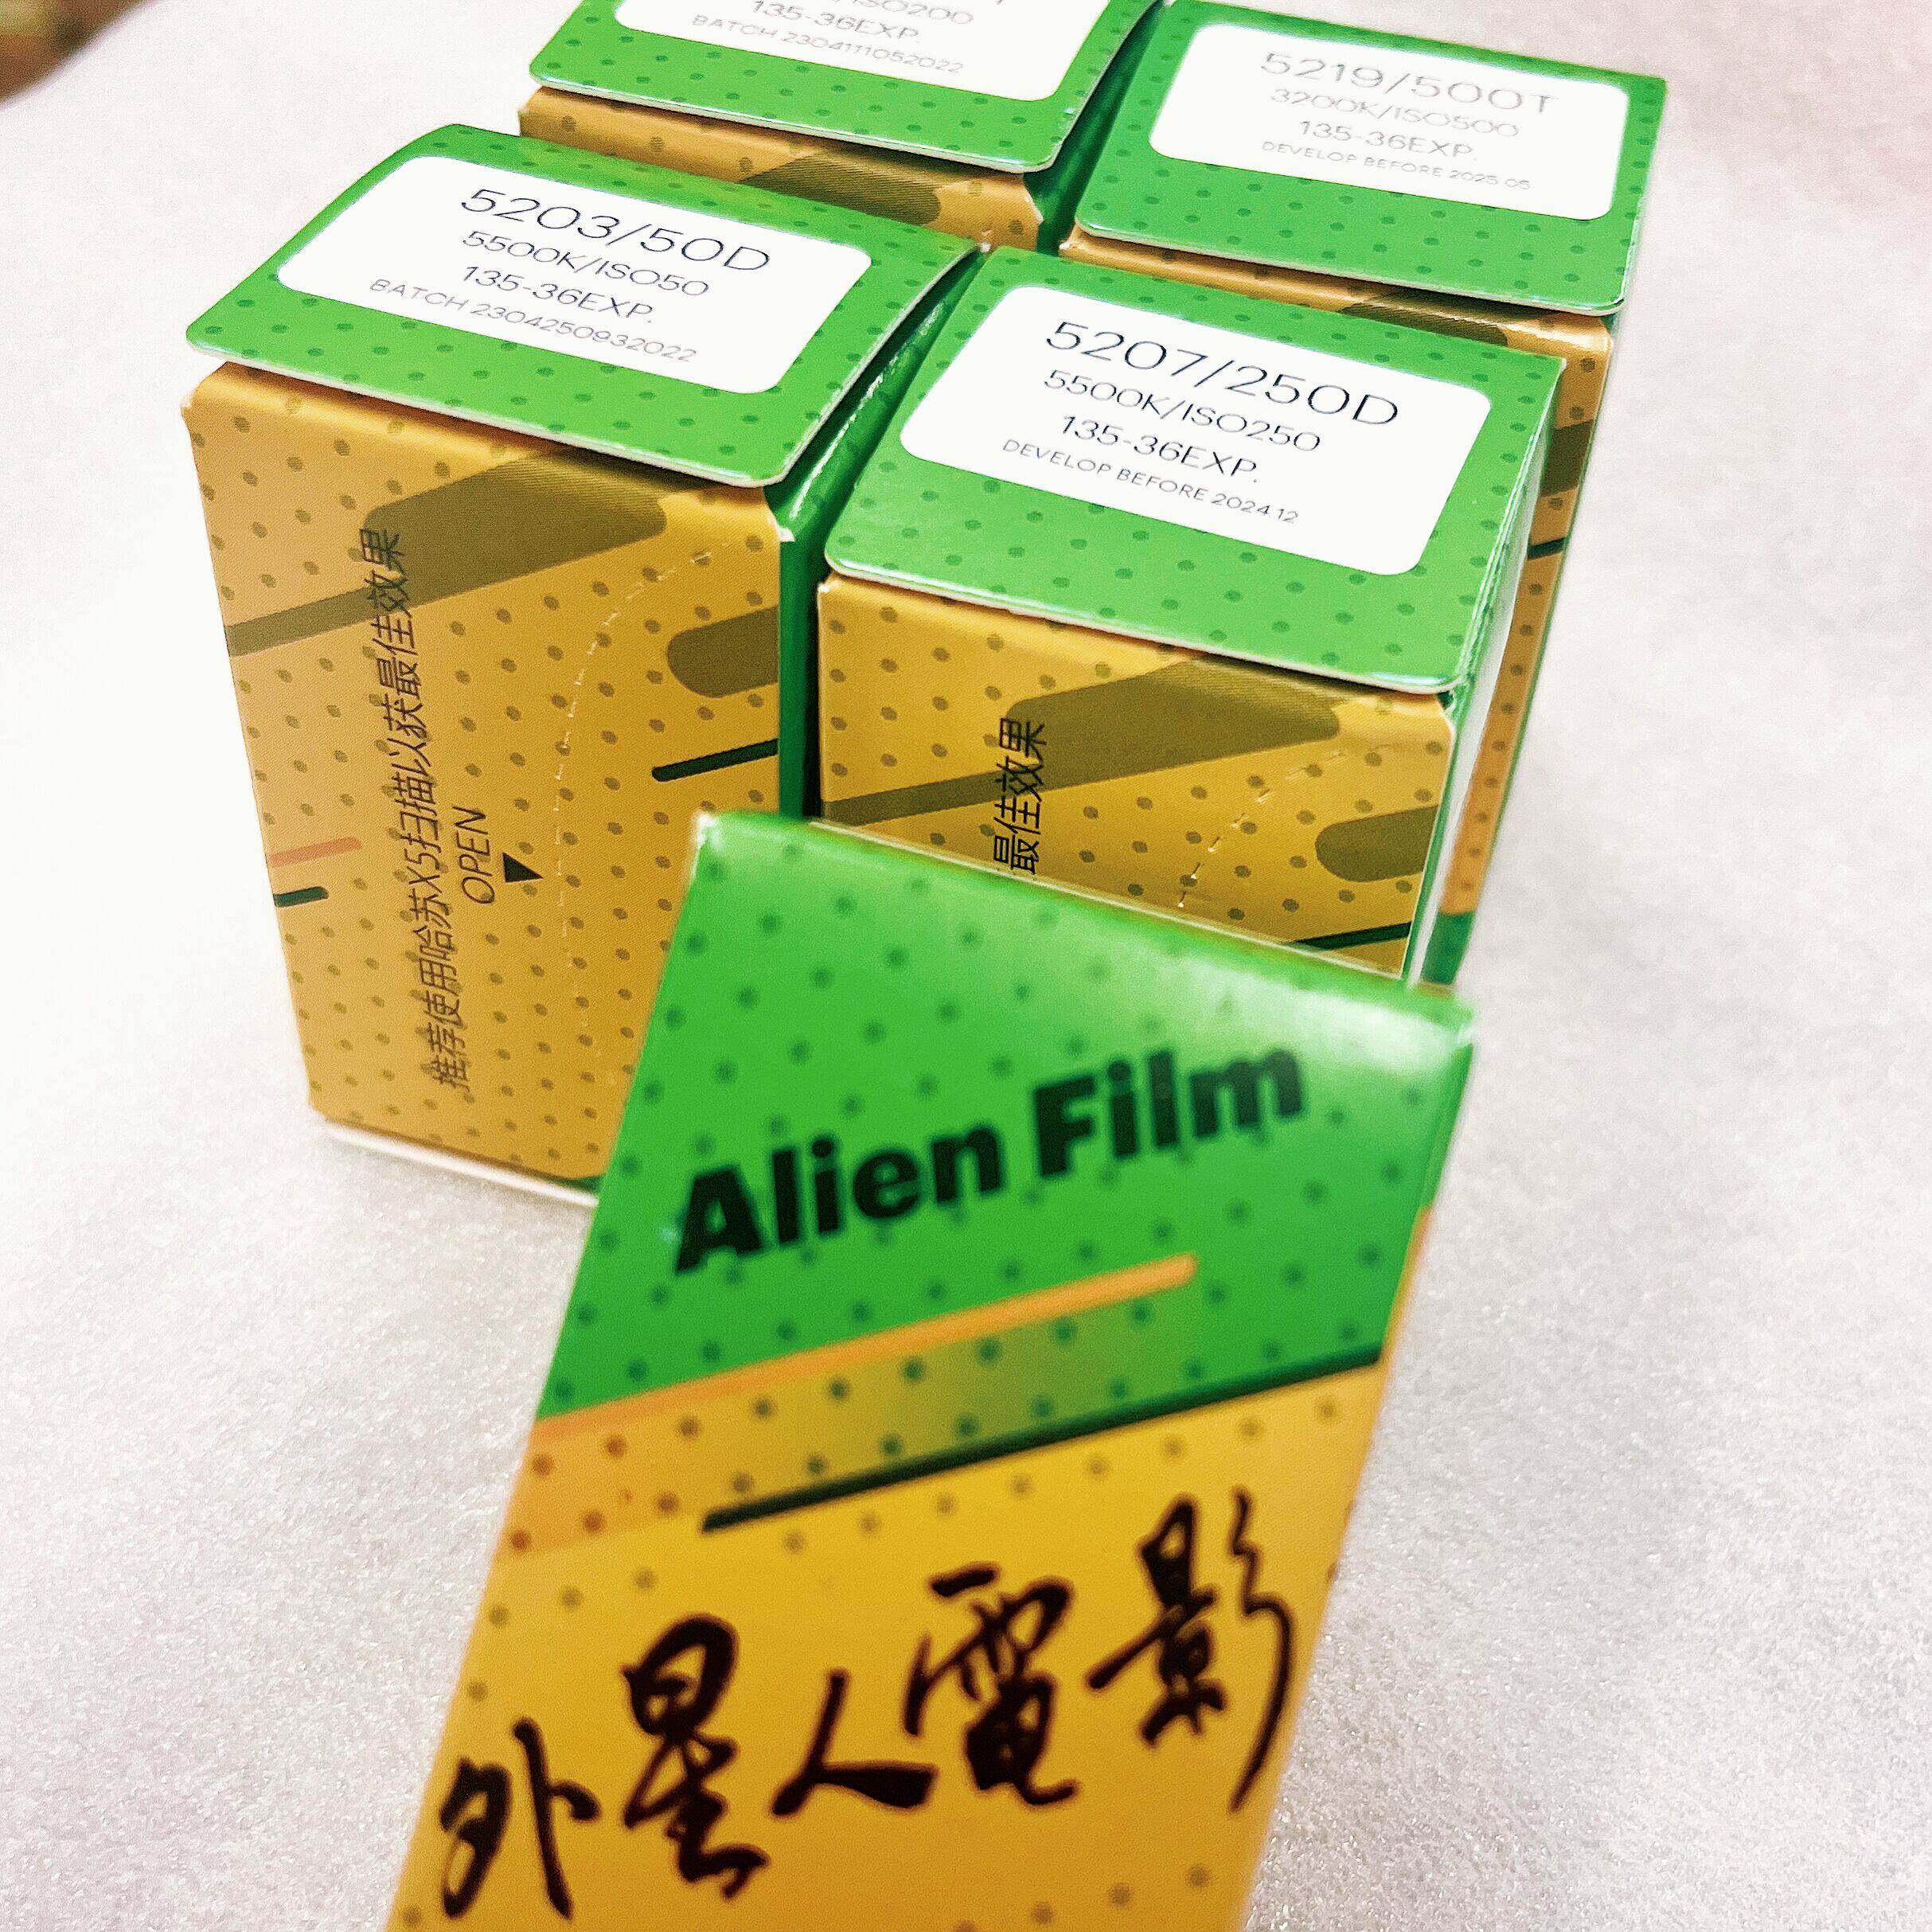 /ISO200
135-36EXP.
BATCH 2304111052022
5219/500T
3200K/ISO500
135-36EXP.
DEVELOP BEFORE 2025 05
5203/50D
5500K/ISO50
135-36EXP.
BATCH 2304250932022
5207/250D
5500K/ISO250
135-36EXP.
DEVELOP BEFORE 2024 12
推荐使用哈苏X5扫描以获最佳效果
OPEN
最佳效果
Alien Film
外星人電影